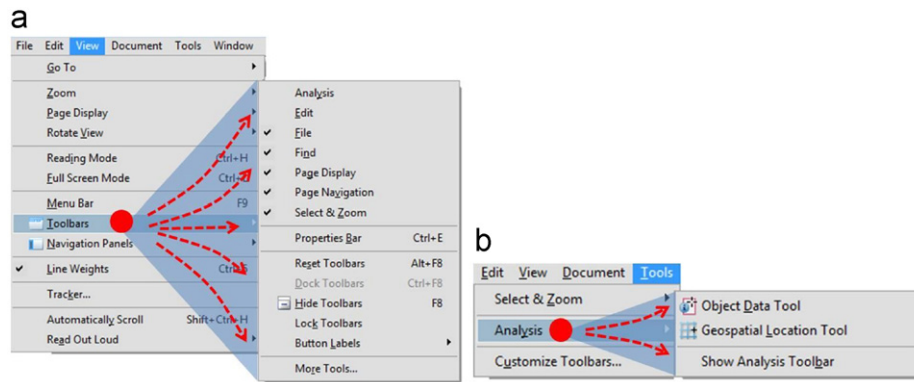 a
File Edit View Document Tools Window
Go To
Zoom
Page Display
Rotate View
Reading Mode Ctrl+H
Full Screen Mode
Menu Bar F9
Toolbars
Navigation Panels
Line Weights
Tracker...
Automatically Scroll Shift+Ctrl+H
Read Out Loud
Analysis
Edit
File
Find
Page Display
Page Navigation
Select & Zoom
Properties Bar Ctrl+E
Reset Toolbars Alt+F8
Dock Toolbars Ctrl+F8
Hide Toolbars F8
Lock Toolbars
Button Labels
More Tools...
b
Edit View Document Tools
Select & Zoom
Analysis
Customize Toolbars...
Object Data Tool
Geospatial Location Tool
Show Analysis Toolbar